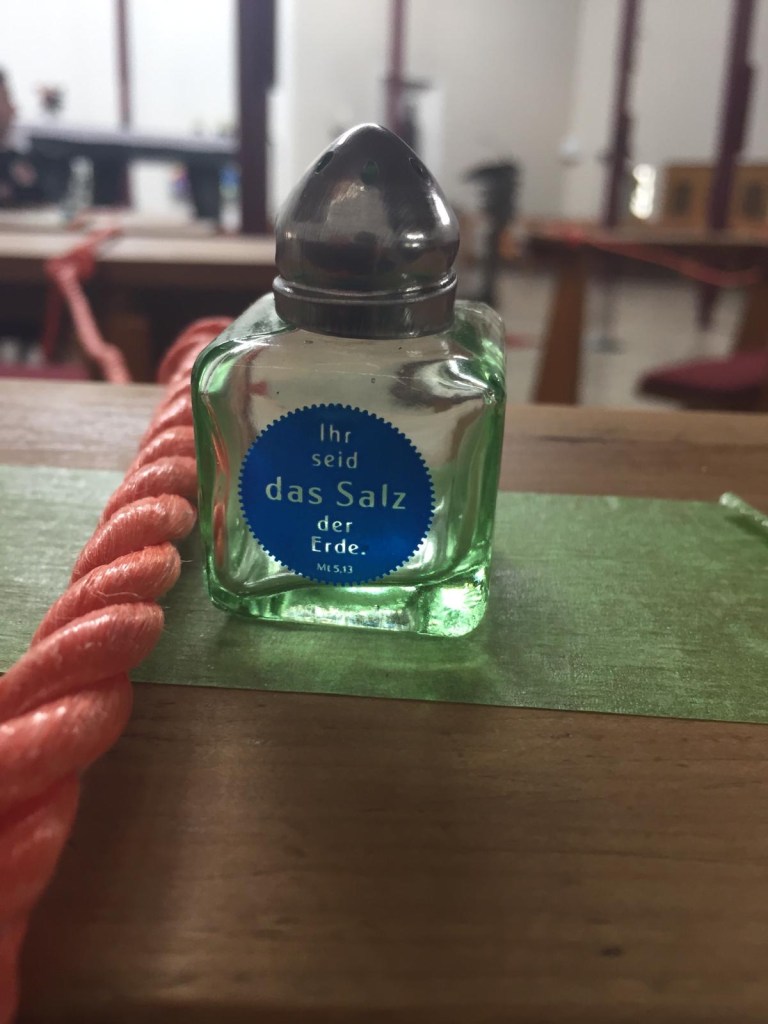 Ihr
seid
das Salz
der
Erde.
Mt 5,13